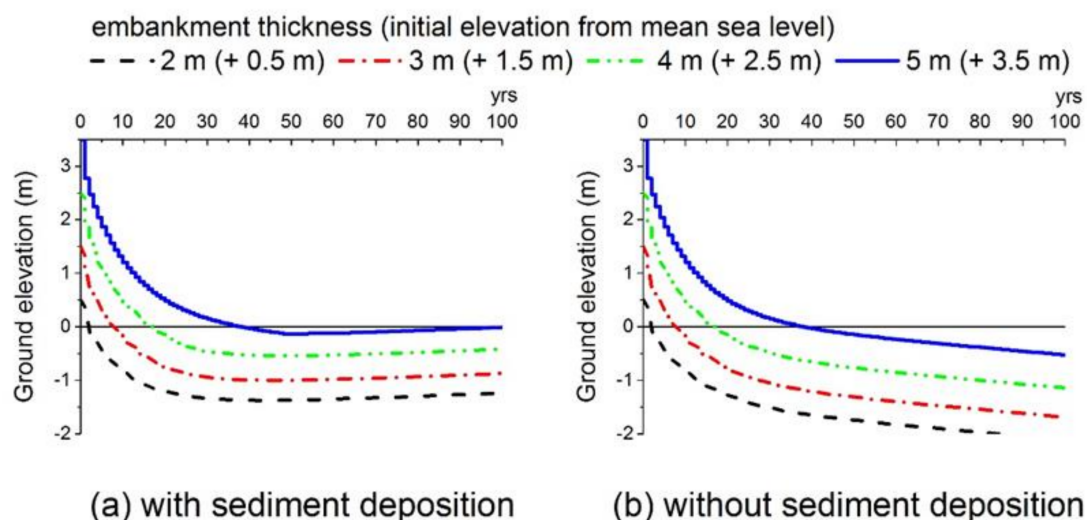 embankment thickness (initial elevation from mean sea level)
2 m (+ 0.5 m) 3 m (+ 1.5 m) 4 m (+ 2.5 m) 5 m (+ 3.5 m)
yrs
0 10 20 30 40 50 60 70 80 90 100
3
2
1
0
-1
-2
Ground elevation (m)
(a) with sediment deposition
yrs
0 10 20 30 40 50 60 70 80 90 100
3
2
1
0
-1
-2
Ground elevation (m)
(b) without sediment deposition